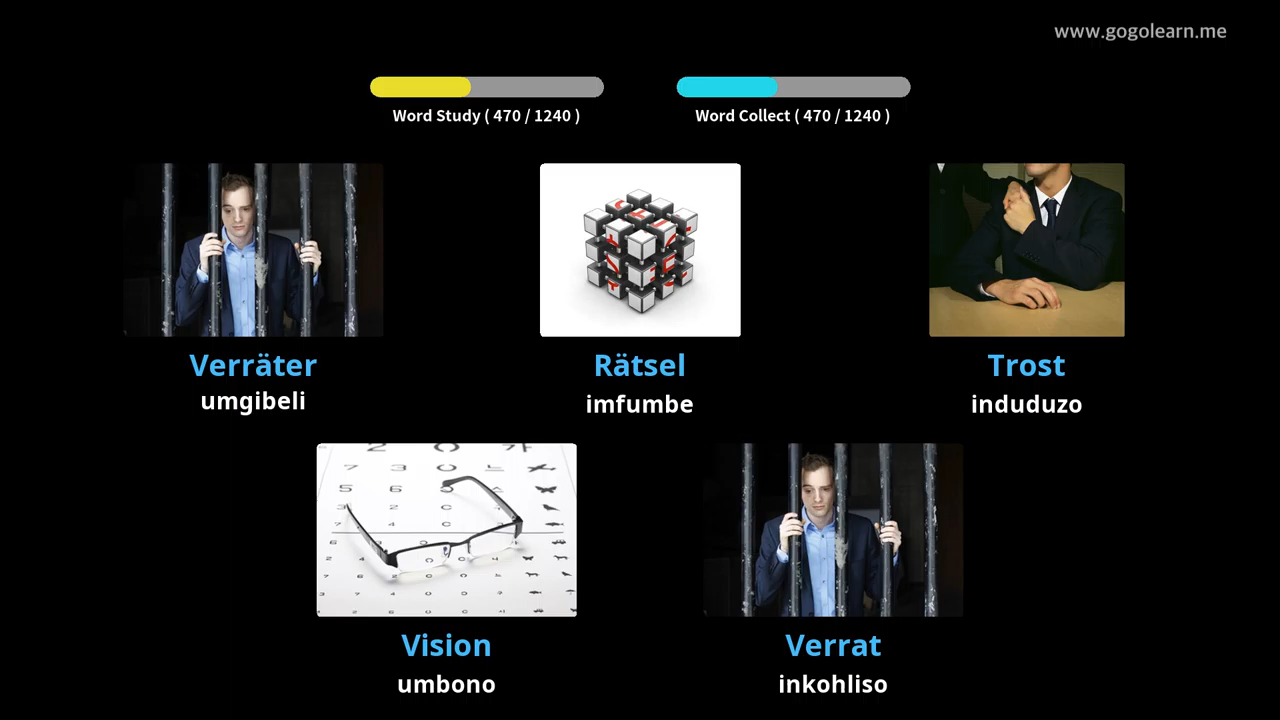 www.gogolearn.me
Word Study ( 470 / 1240 )
Word Collect ( 470 / 1240 )
Verräter
umgibeli
Rätsel
imfumbe
Trost
induduzo
Vision
umbono
Verrat
inkohliso